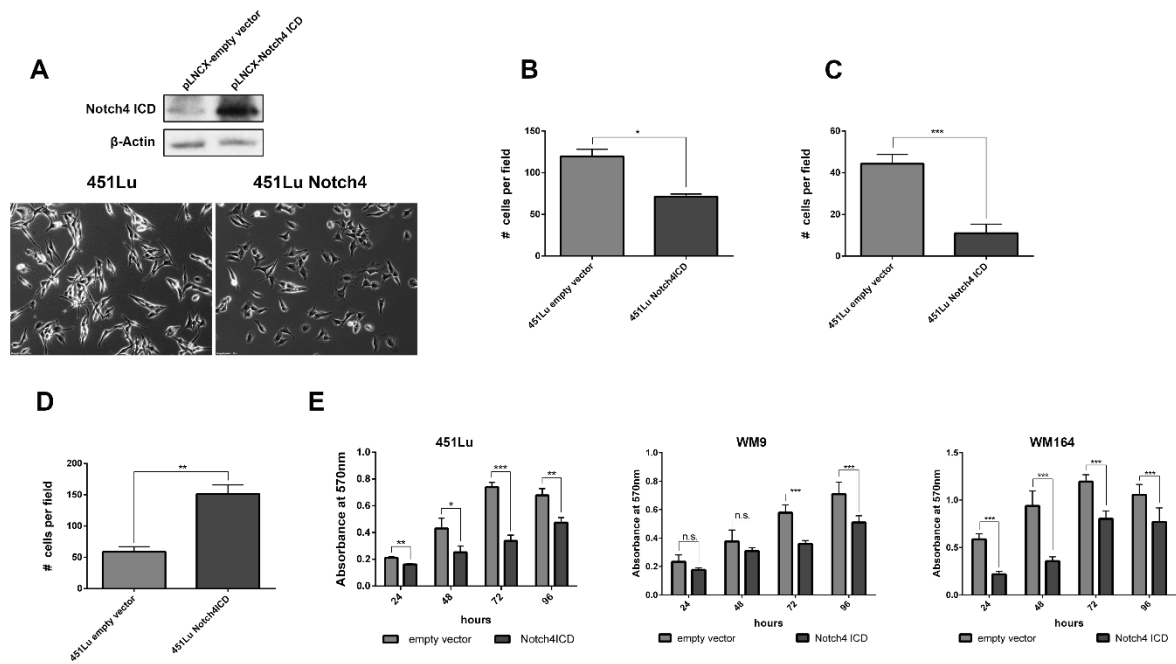 A
pLNCX-empty vector
pLNCX-Notch4 ICD
Notch4 ICD
β-Actin
451Lu
451Lu Notch4
B
# cells per field
150
100
50
0
*
451Lu empty vector
451Lu Notch4ICD
C
# cells per field
60
40
20
0
***
451Lu empty vector
451Lu Notch4 ICD
D
# cells per field
200
150
100
50
0
**
451Lu empty vector
451Lu Notch4ICD
E
451Lu
Absorbance at 570nm
1.0
0.8
0.6
0.4
0.2
0.0
** * *** **
24 48 72 96
hours
empty vector Notch4ICD
WM9
Absorbance at 570nm
1.0
0.8
0.6
0.4
0.2
0.0
n.s. n.s. *** ***
24 48 72 96
hours
empty vector Notch4 ICD
WM164
Absorbance at 570nm
1.5
1.0
0.5
0.0
*** *** *** ***
24 48 72 96
hours
empty vector Notch4 ICD